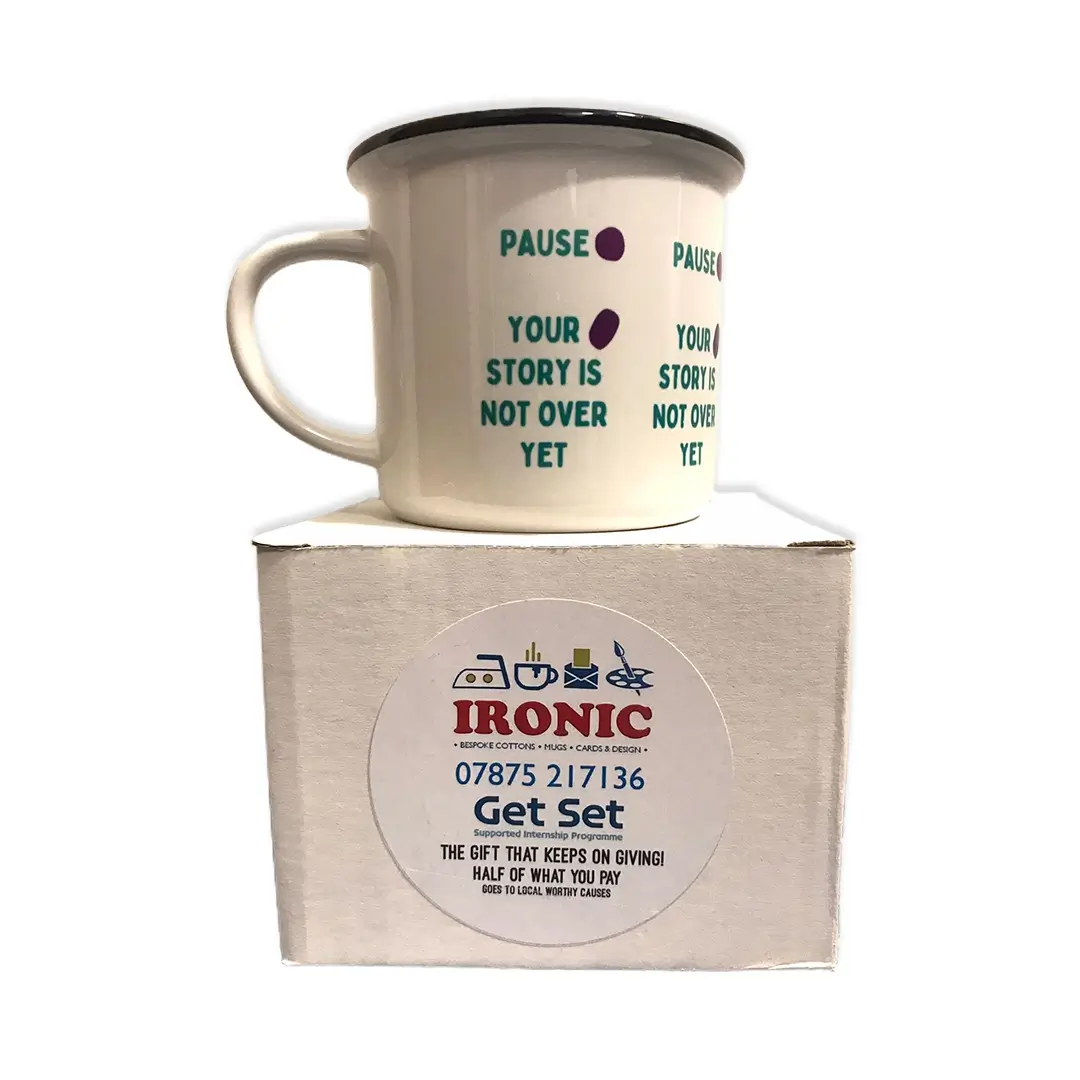 PAUSE
YOUR
STORY IS
NOT OVER
YET
PAUSE
YOUR
STORY IS
NOT OVER
YET
IRONIC
• BESPOKE COTTONS • MUGS • CARDS & DESIGN •
07875 217136
Get Set
Supported Internship Programme
THE GIFT THAT KEEPS ON GIVING!
HALF OF WHAT YOU PAY
GOES TO LOCAL WORTHY CAUSES